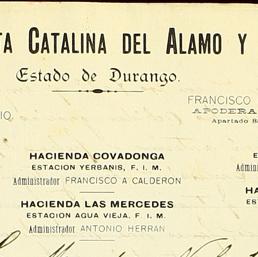 TA CATALINA DEL ALAMO Y
Estado de Durango.
FRANCISCO
APODERA
Apartado
HACIENDA COVADONGA
ESTACION YERBANIS, F. I. M.
Administrador FRANCISCO A CALDERON
HACIENDA LAS MERCEDES
ESTACION AGUA VIEJA, F. I. M.
Administrador ANTONIO HERRAN